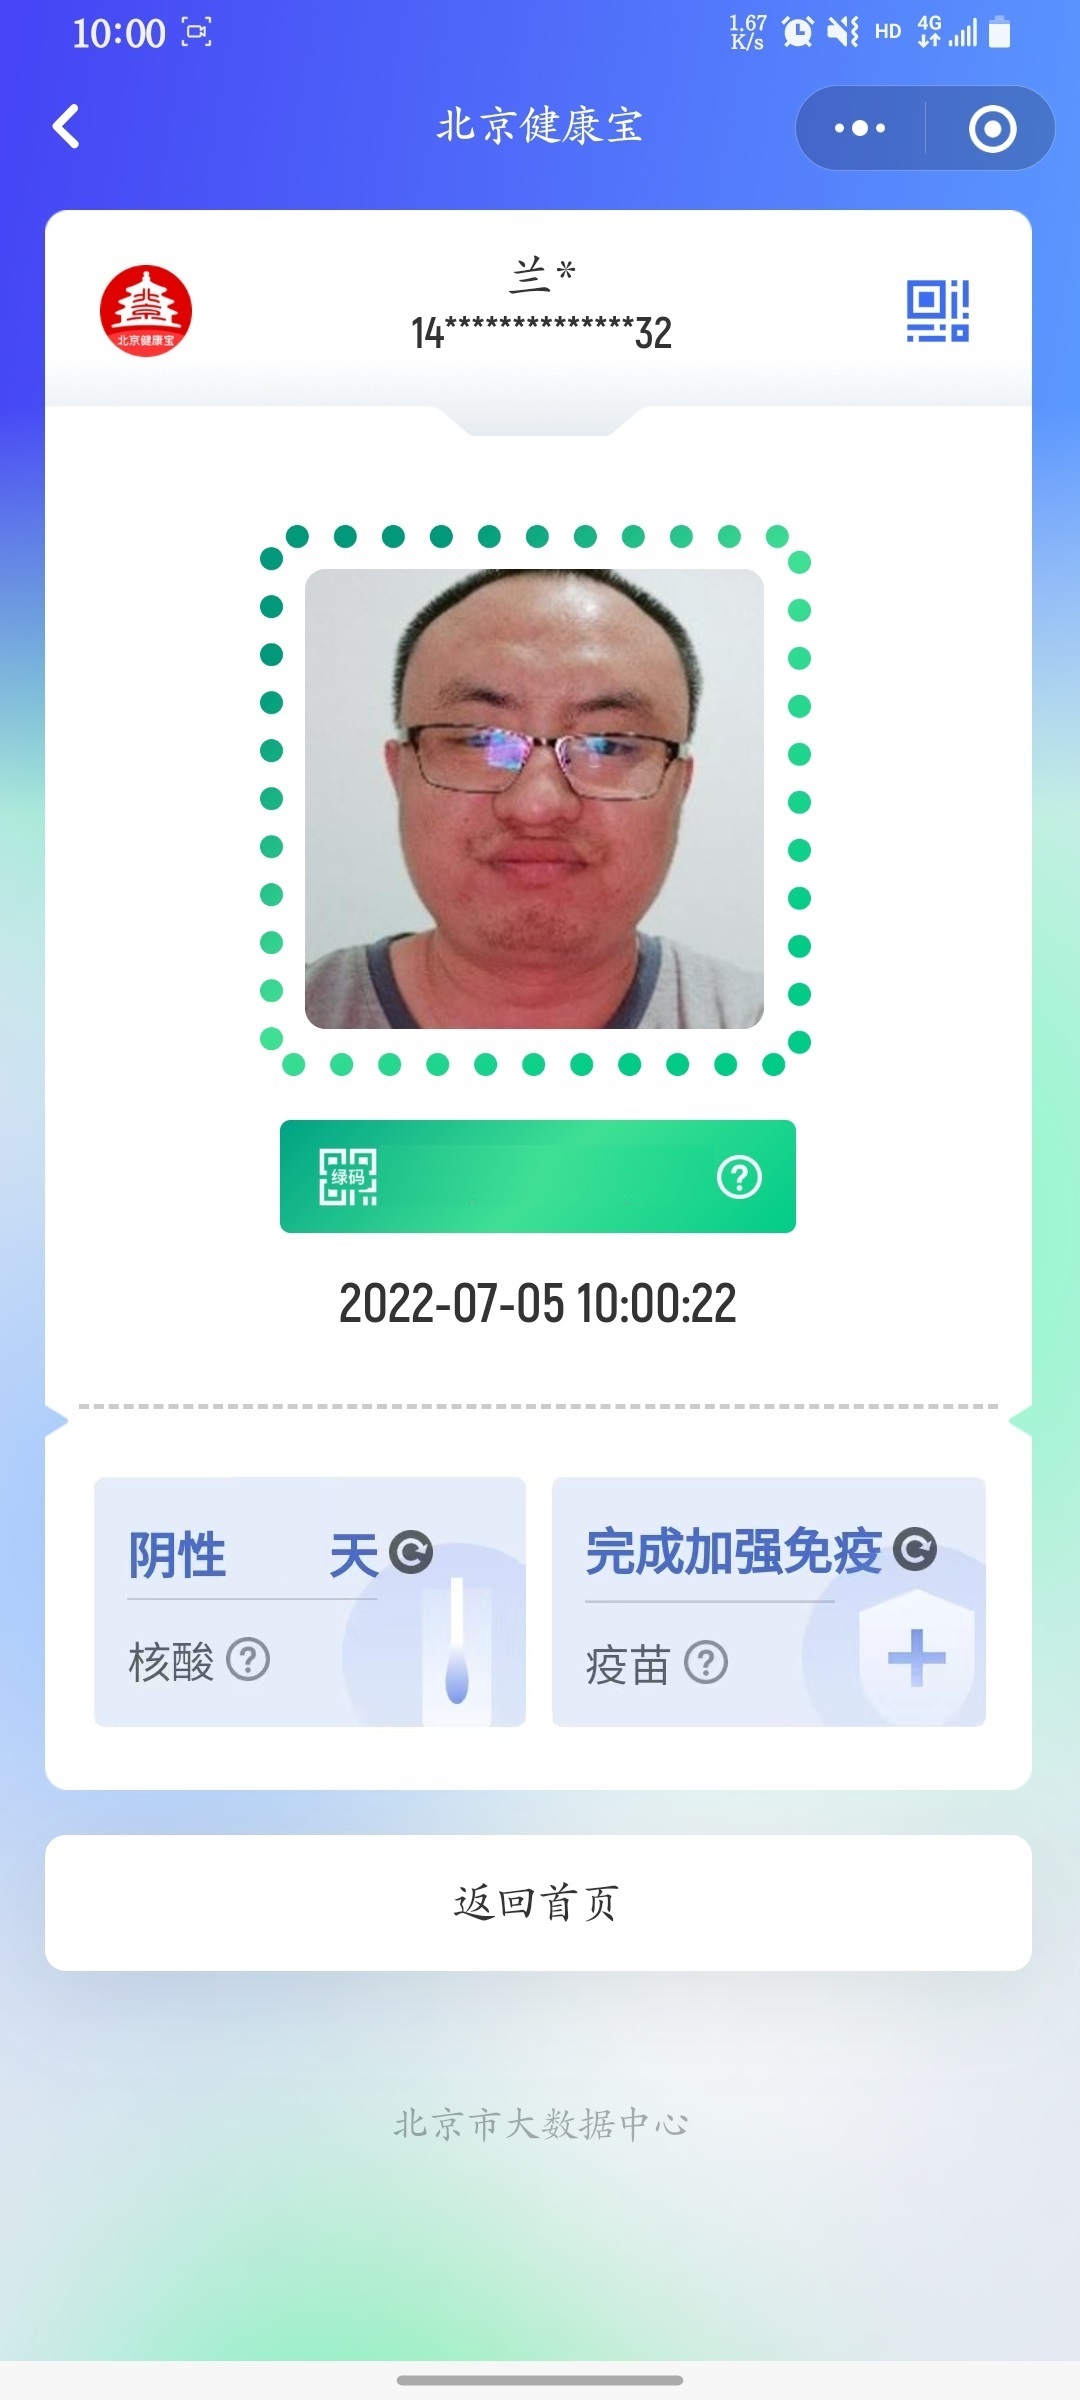 10:00
1.67 K/s HD 4G
北京健康宝
兰*
14**************32
北京健康宝
绿码
2022-07-05 10:00:22
阴性 天
核酸
完成加强免疫
疫苗
返回首页
北京市大数据中心